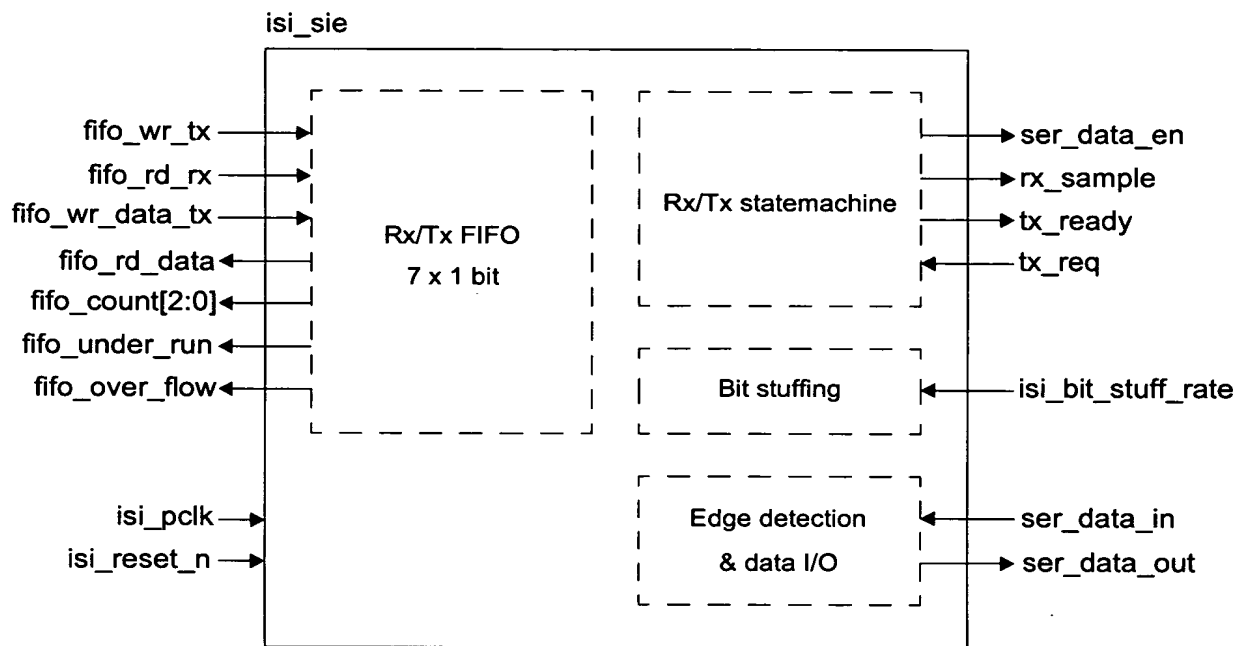 isi_sie
fifo_wr_tx
fifo_rd_rx
fifo_wr_data_tx
fifo_rd_data
fifo_count[2:0]
fifo_under_run
fifo_over_flow
isi_pclk
isi_reset_n
Rx/Tx FIFO
7 x 1 bit
Rx/Tx statemachine
Bit stuffing
Edge detection
& data I/O
ser_data_en
rx_sample
tx_ready
tx_req
isi_bit_stuff_rate
ser_data_in
ser_data_out